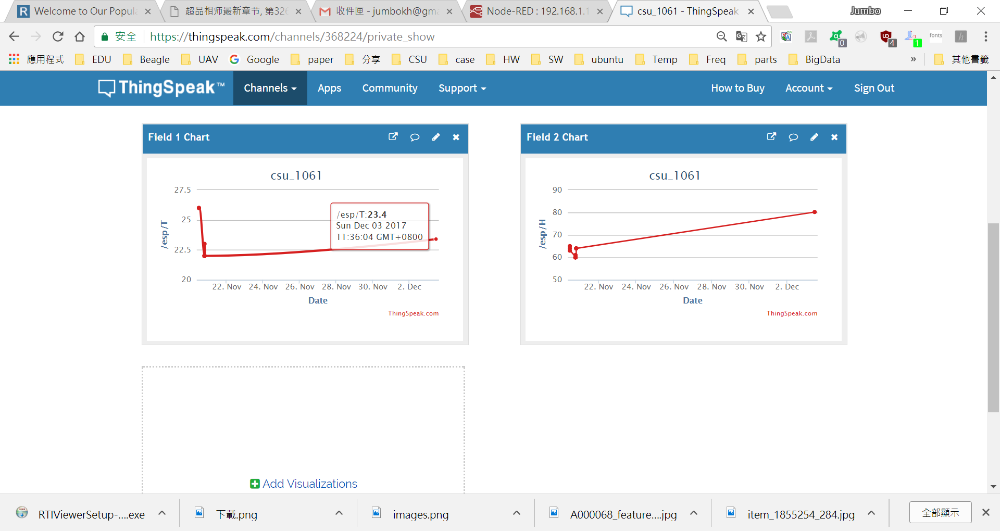 Welcome to Our Popula
超品相师最新章节, 第326
收件匣 - jumbokh@gma
Node-RED : 192.168.1.1
csu_1061 - ThingSpeak
Jumbo
安全
https://thingspeak.com/channels/368224/private_show
0
4
1
fonts
h
應用程式
EDU
Beagle
UAV
Google
paper
分享
CSU
case
HW
SW
ubuntu
Temp
Freq
parts
BigData
»
其他書籤
ThingSpeak™
Channels
Apps
Community
Support
How to Buy
Account
Sign Out
Field 1 Chart
csu_1061
27.5
25
22.5
20
/esp/T
/esp/T:23.4
Sun Dec 03 2017
11:36:04 GMT+0800
22. Nov
24. Nov
26. Nov
28. Nov
30. Nov
2. Dec
Date
ThingSpeak.com
Field 2 Chart
csu_1061
90
80
70
60
50
/esp/H
22. Nov
24. Nov
26. Nov
28. Nov
30. Nov
2. Dec
Date
ThingSpeak.com
Add Visualizations
RTIViewerSetup-....exe
下載.png
images.png
A000068_feature....jpg
item_1855254_284.jpg
全部顯示